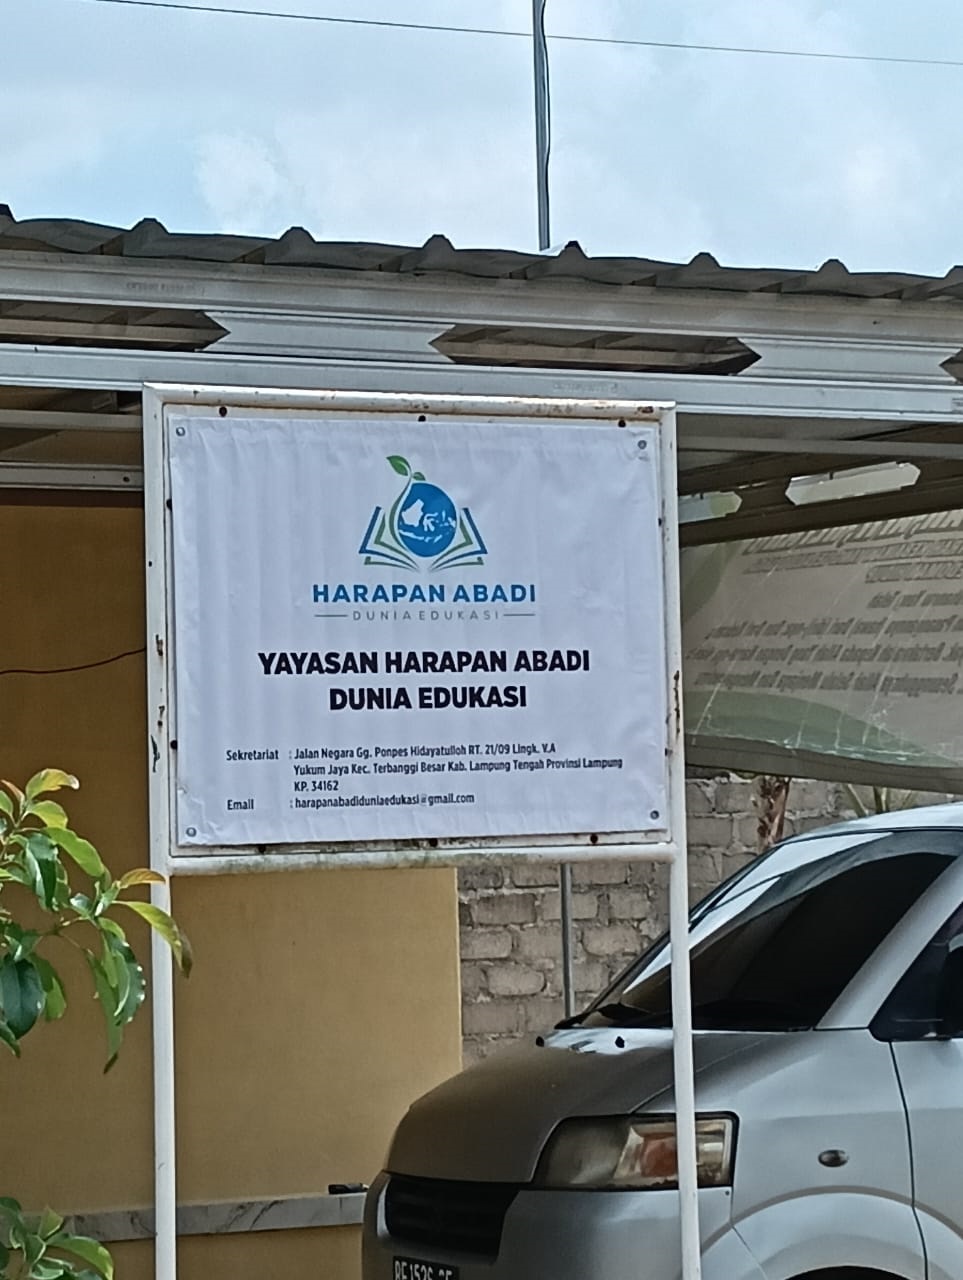 HARAPAN ABADI
DUNIA EDUKASI
YAYASAN HARAPAN ABADI
DUNIA EDUKASI
Sekretariat : Jalan Negara Gg. Ponpes Hidayatulloh RT. 21/09 Lingk. V.A
Yukum Jaya Kec. Terbanggi Besar Kab. Lampung Tengah Provinsi Lampung
KP. 34162
Email : harapanabadiduniaedukasi@gmail.com